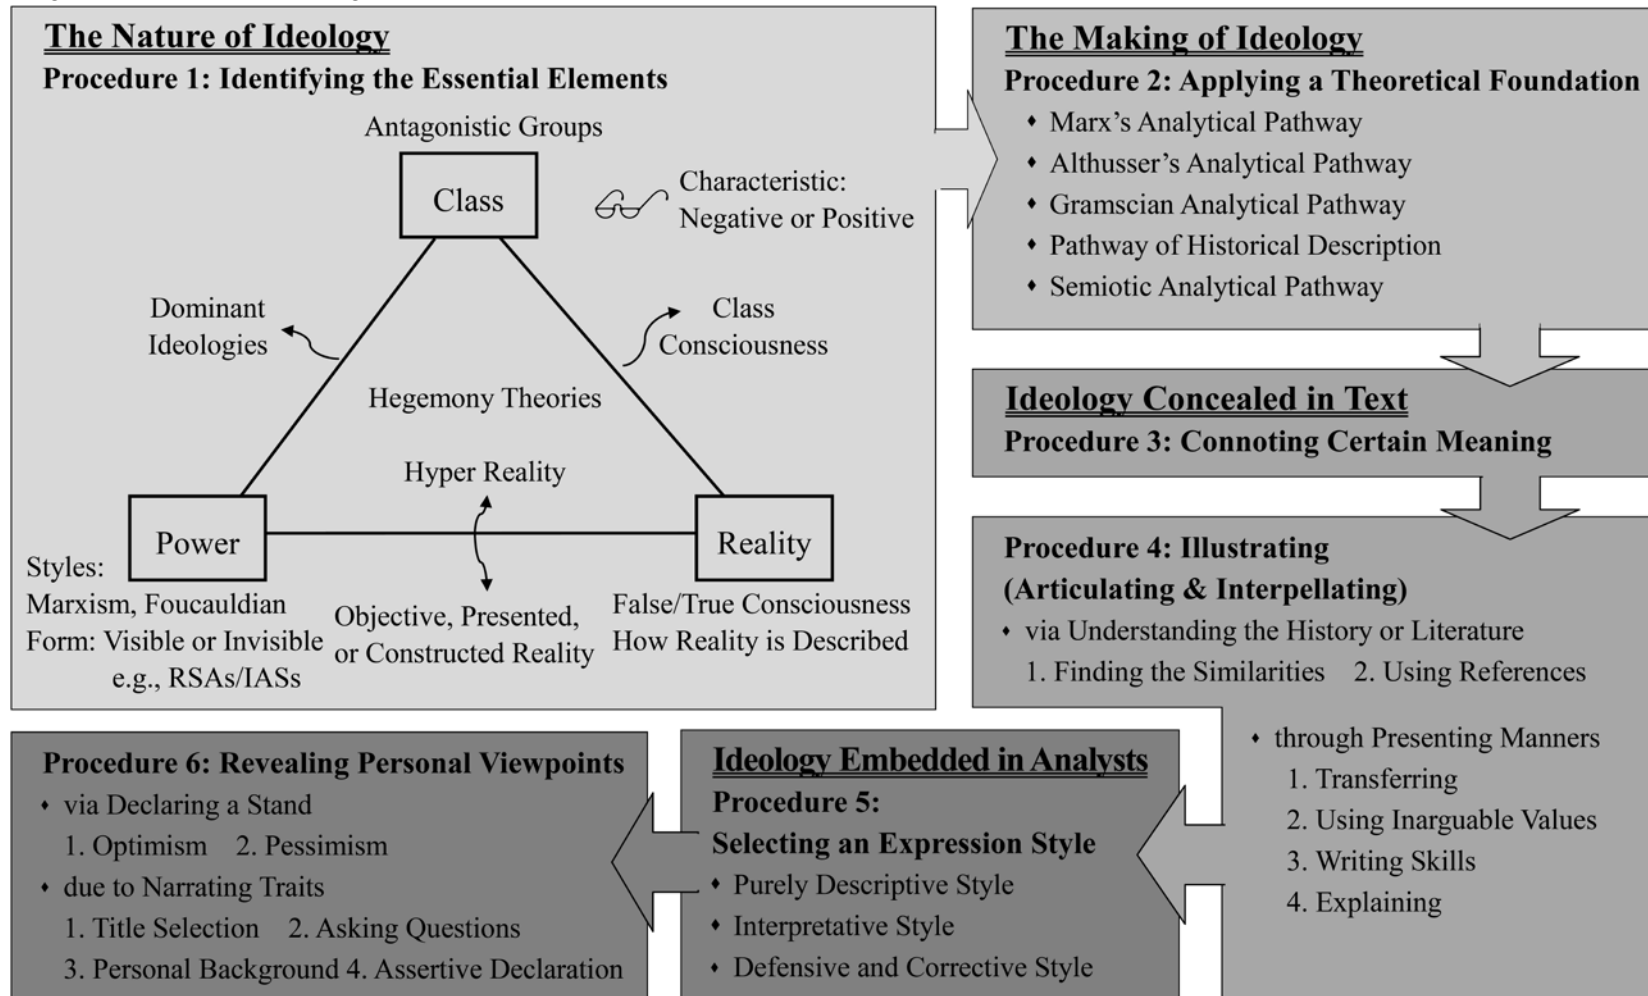 The Nature of Ideology
Procedure 1: Identifying the Essential Elements
Antagonistic Groups
Class
Characteristic:
Negative or Positive
Dominant
Ideologies
Class
Consciousness
Hegemony Theories
Hyper Reality
Power
Reality
Styles:
Marxism, Foucauldian
Form: Visible or Invisible
e.g., RSAs/IASs
Objective, Presented,
or Constructed Reality
False/True Consciousness
How Reality is Described
The Making of Ideology
Procedure 2: Applying a Theoretical Foundation
♦ Marx's Analytical Pathway
♦ Althusser's Analytical Pathway
♦ Gramscian Analytical Pathway
♦ Pathway of Historical Description
♦ Semiotic Analytical Pathway
Ideology Concealed in Text
Procedure 3: Connoting Certain Meaning
Procedure 4: Illustrating
(Articulating & Interpellating)
♦ via Understanding the History or Literature
1. Finding the Similarities 2. Using References
♦ through Presenting Manners
1. Transferring
2. Using Inarguable Values
3. Writing Skills
4. Explaining
Ideology Embedded in Analysts
Procedure 5:
Selecting an Expression Style
♦ Purely Descriptive Style
♦ Interpretative Style
♦ Defensive and Corrective Style
Procedure 6: Revealing Personal Viewpoints
♦ via Declaring a Stand
1. Optimism 2. Pessimism
♦ due to Narrating Traits
1. Title Selection 2. Asking Questions
3. Personal Background 4. Assertive Declaration